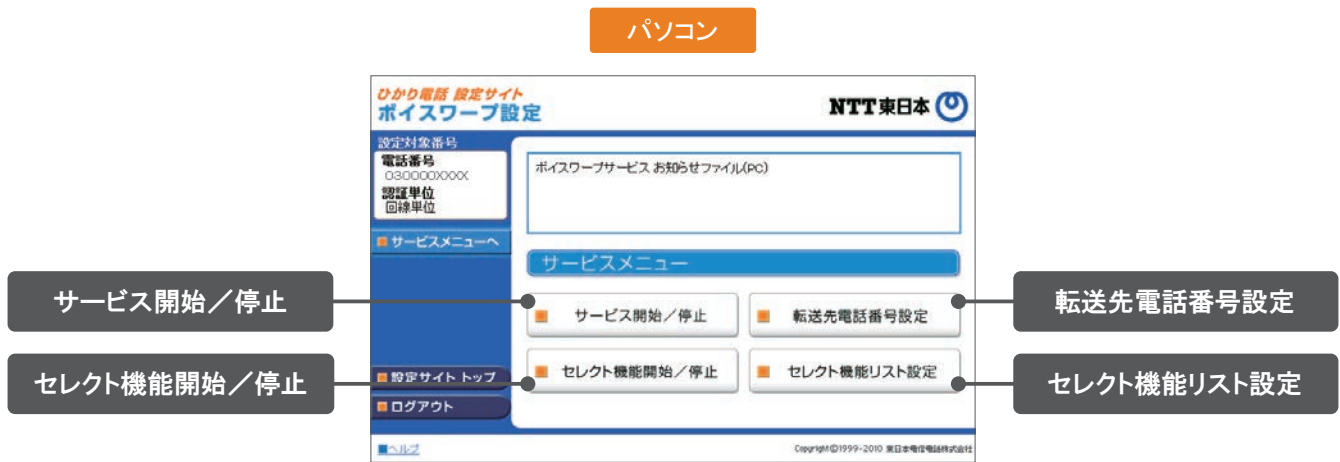 パソコン
ひかり電話 設定サイト
ボイスワープ設定
NTT東日本
設定対象番号
電話番号
030000XXXX
認証単位
回線単位
ボイスワープサービス お知らせファイル(PC)
サービスメニューへ
サービスメニュー
サービス開始／停止
サービス開始／停止
転送先電話番号設定
転送先電話番号設定
セレクト機能開始／停止
設定サイト トップ
セレクト機能開始／停止
セレクト機能リスト設定
セレクト機能リスト設定
ログアウト
ヘルプ
Copyright©1999-2010 東日本電信電話株式会社